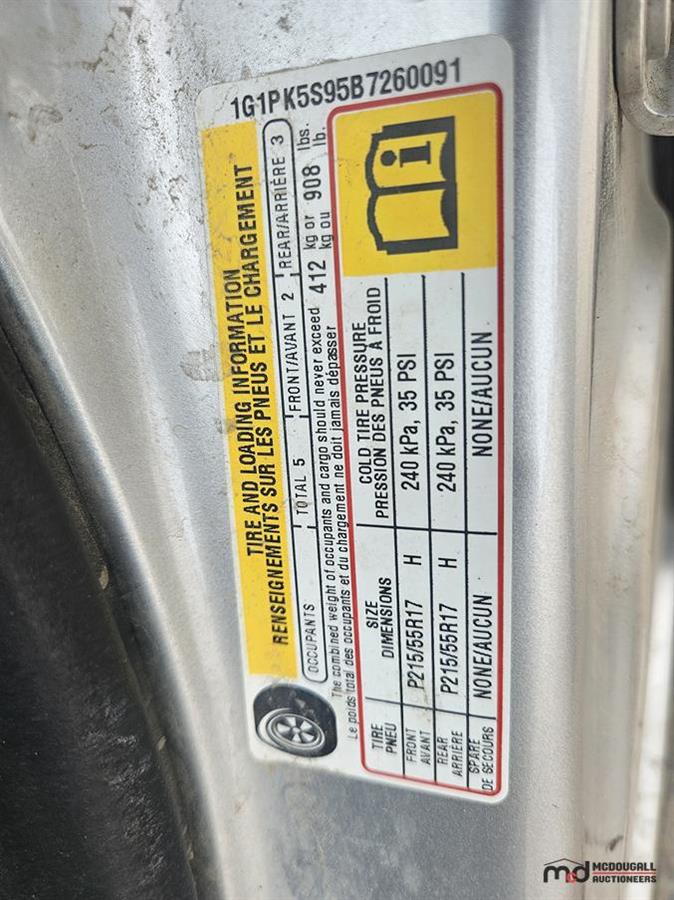 1G1PK5S95B7260091
TIRE AND LOADING INFORMATION
RENSEIGNEMENTS SUR LES PNEUS ET LE CHARGEMENT
OCCUPANTS TOTAL 5 FRONT/AVANT 2 REAR/ARRIÈRE 3
The combined weight of occupants and cargo should never exceed 412 kg or 908 lbs.
Le poids total des occupants et du chargement ne doit jamais dépasser kg ou lb.
TIRE SIZE COLD TIRE PRESSURE
PNEU DIMENSIONS PRESSION DES PNEUS À FROID
FRONT
AVANT P215/55R17 H 240 kPa, 35 PSI
REAR
ARRIÈRE P215/55R17 H 240 kPa, 35 PSI
SPARE
DE SECOURS NONE/AUCUN NONE/AUCUN
md MCDOUGALL
AUCTIONEERS